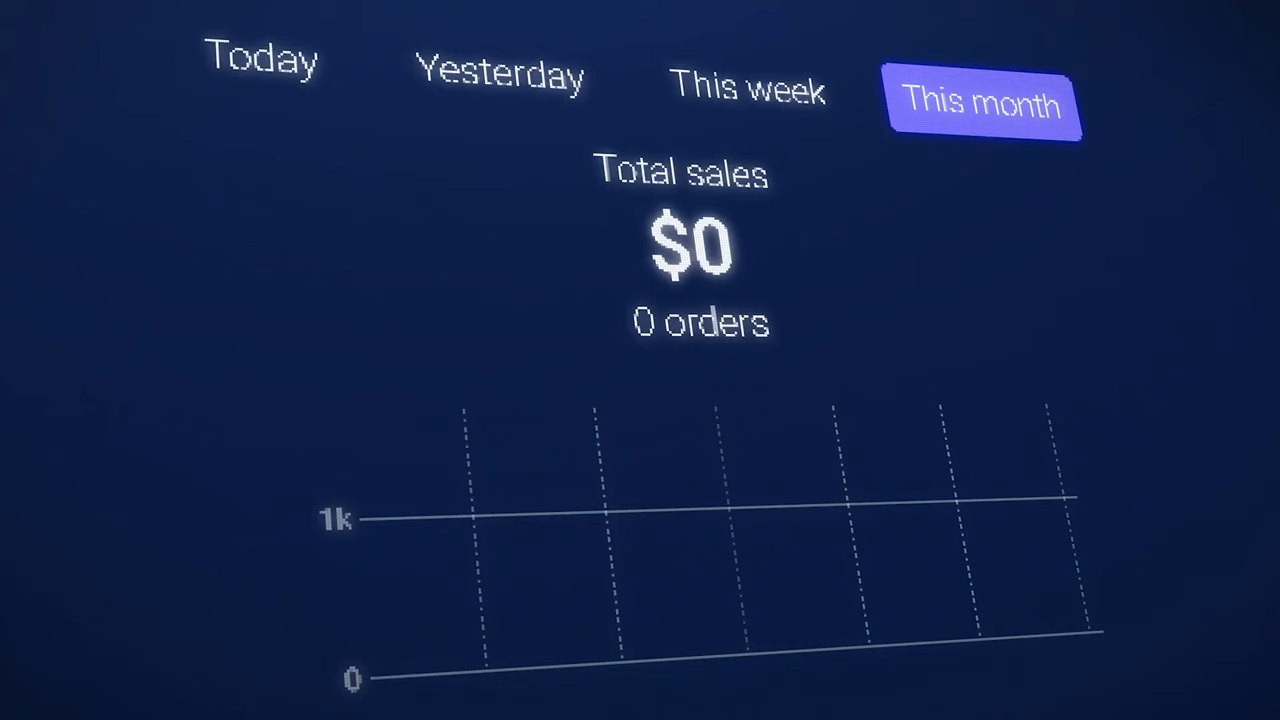 Today
Yesterday
This week
This month
Total sales
$0
0 orders
1k
0